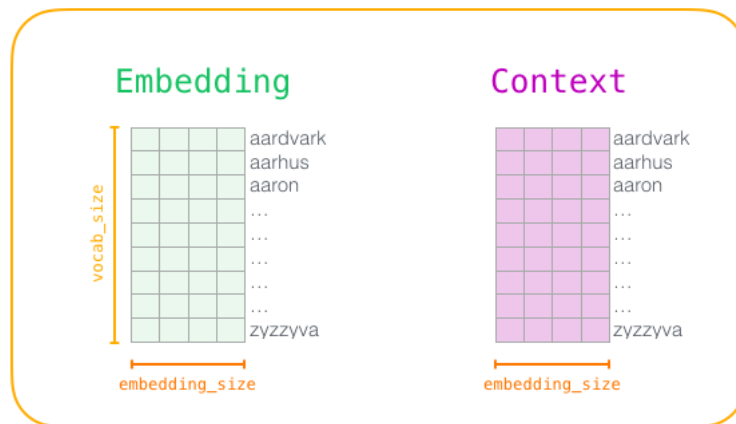 Embedding
vocab_size
aardvark
aarhus
aaron
...
...
...
...
...
zyzzyva
embedding_size
Context
aardvark
aarhus
aaron
...
...
...
...
...
zyzzyva
embedding_size